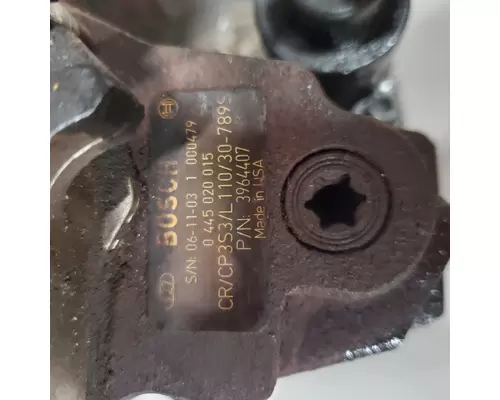 BOSCH
S/N: 06-11-03 1 000479
0 445 020 015
CR/CP3S3/L110/30-789S
P/N: 3964407
Made in USA